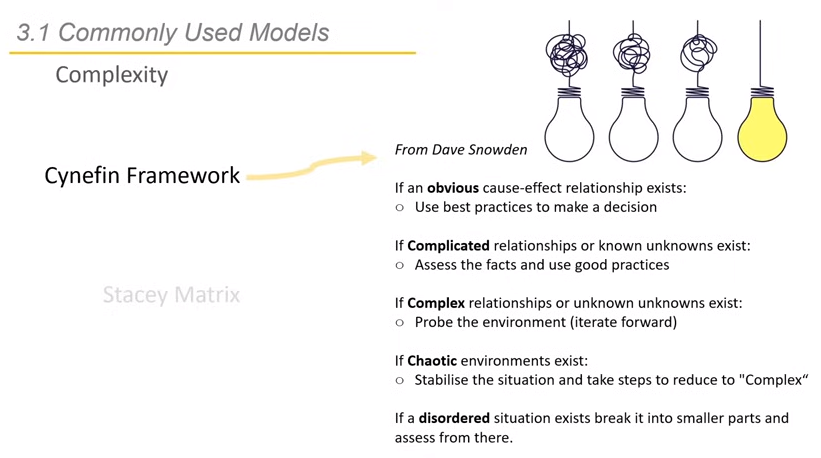 3.1 Commonly Used Models
Complexity
Cynefin Framework
Stacey Matrix
From Dave Snowden
If an obvious cause-effect relationship exists:
○ Use best practices to make a decision
If Complicated relationships or known unknowns exist:
○ Assess the facts and use good practices
If Complex relationships or unknown unknowns exist:
○ Probe the environment (iterate forward)
If Chaotic environments exist:
○ Stabilise the situation and take steps to reduce to "Complex“
If a disordered situation exists break it into smaller parts and
assess from there.